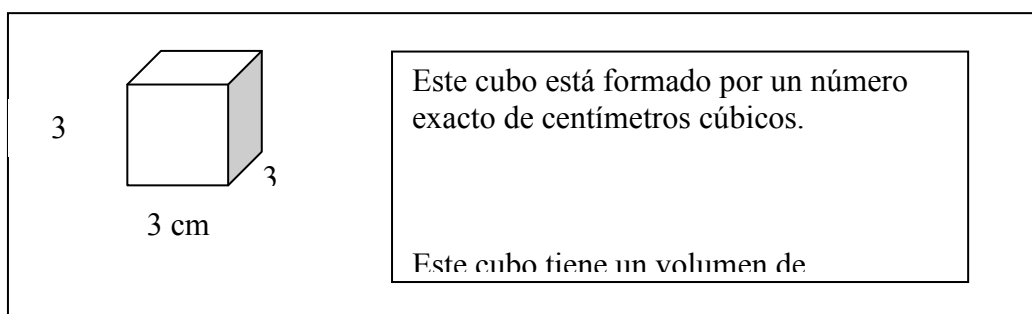 Este cubo está formado por un número
exacto de centímetros cúbicos.
3
3
3 cm
Este cubo tiene un volumen de